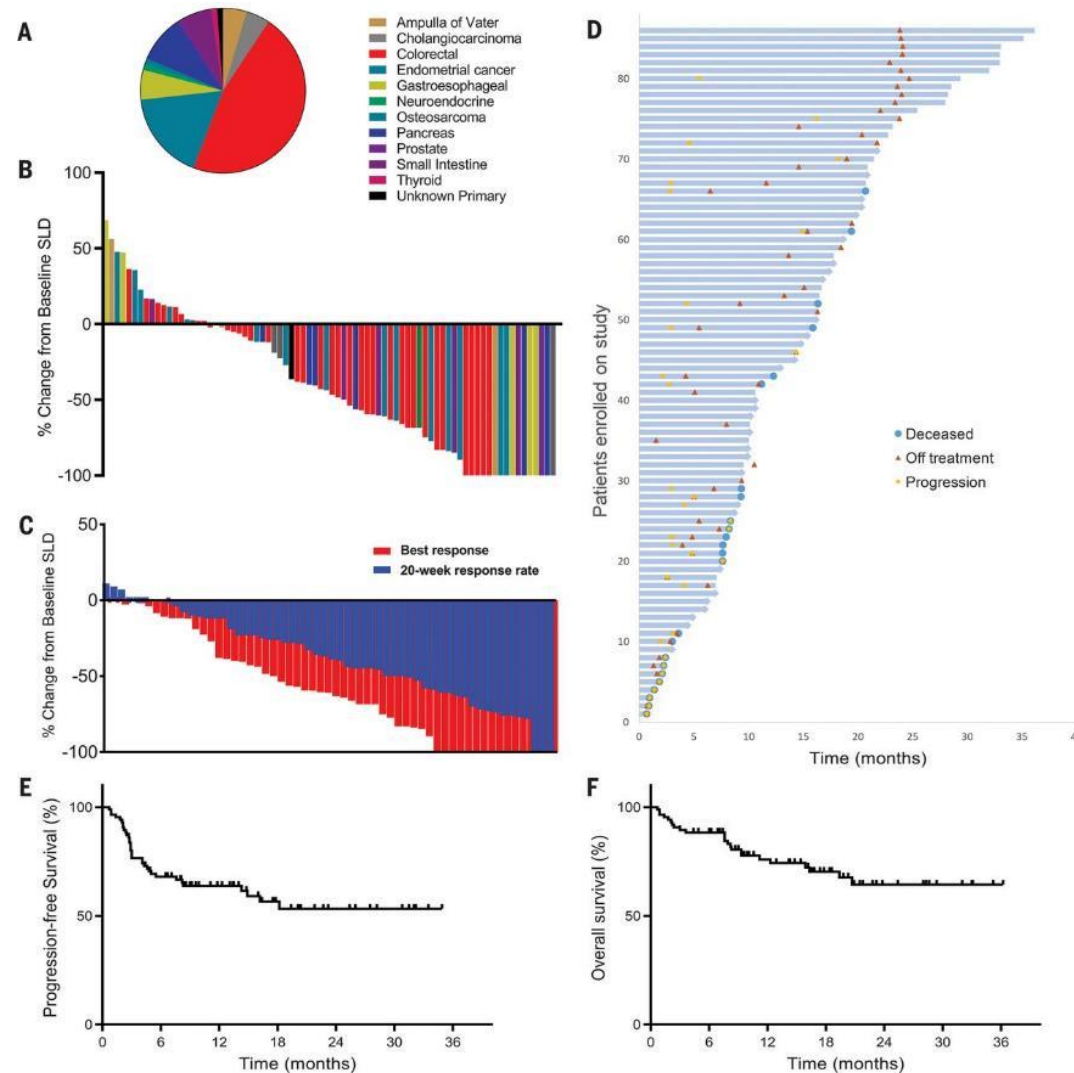 A
Ampulla of Vater
Cholangiocarcinoma
Colorectal
Endometrial cancer
Gastroesophageal
Neuroendocrine
Osteosarcoma
Pancreas
Prostate
Small Intestine
Thyroid
Unknown Primary
B
% Change from Baseline SLD
100
50
0
-50
-100
C
% Change from Baseline SLD
50
0
-50
-100
Best response
20-week response rate
D
Patients enrolled on study
80
70
60
50
40
30
20
10
0
Deceased
Off treatment
Progression
0 5 10 15 20 25 30 35
Time (months)
E
Progression-free Survival (%)
100
50
0
0 6 12 18 24 30 36
Time (months)
F
Overall survival (%)
100
50
0
0 6 12 18 24 30 36
Time (months)